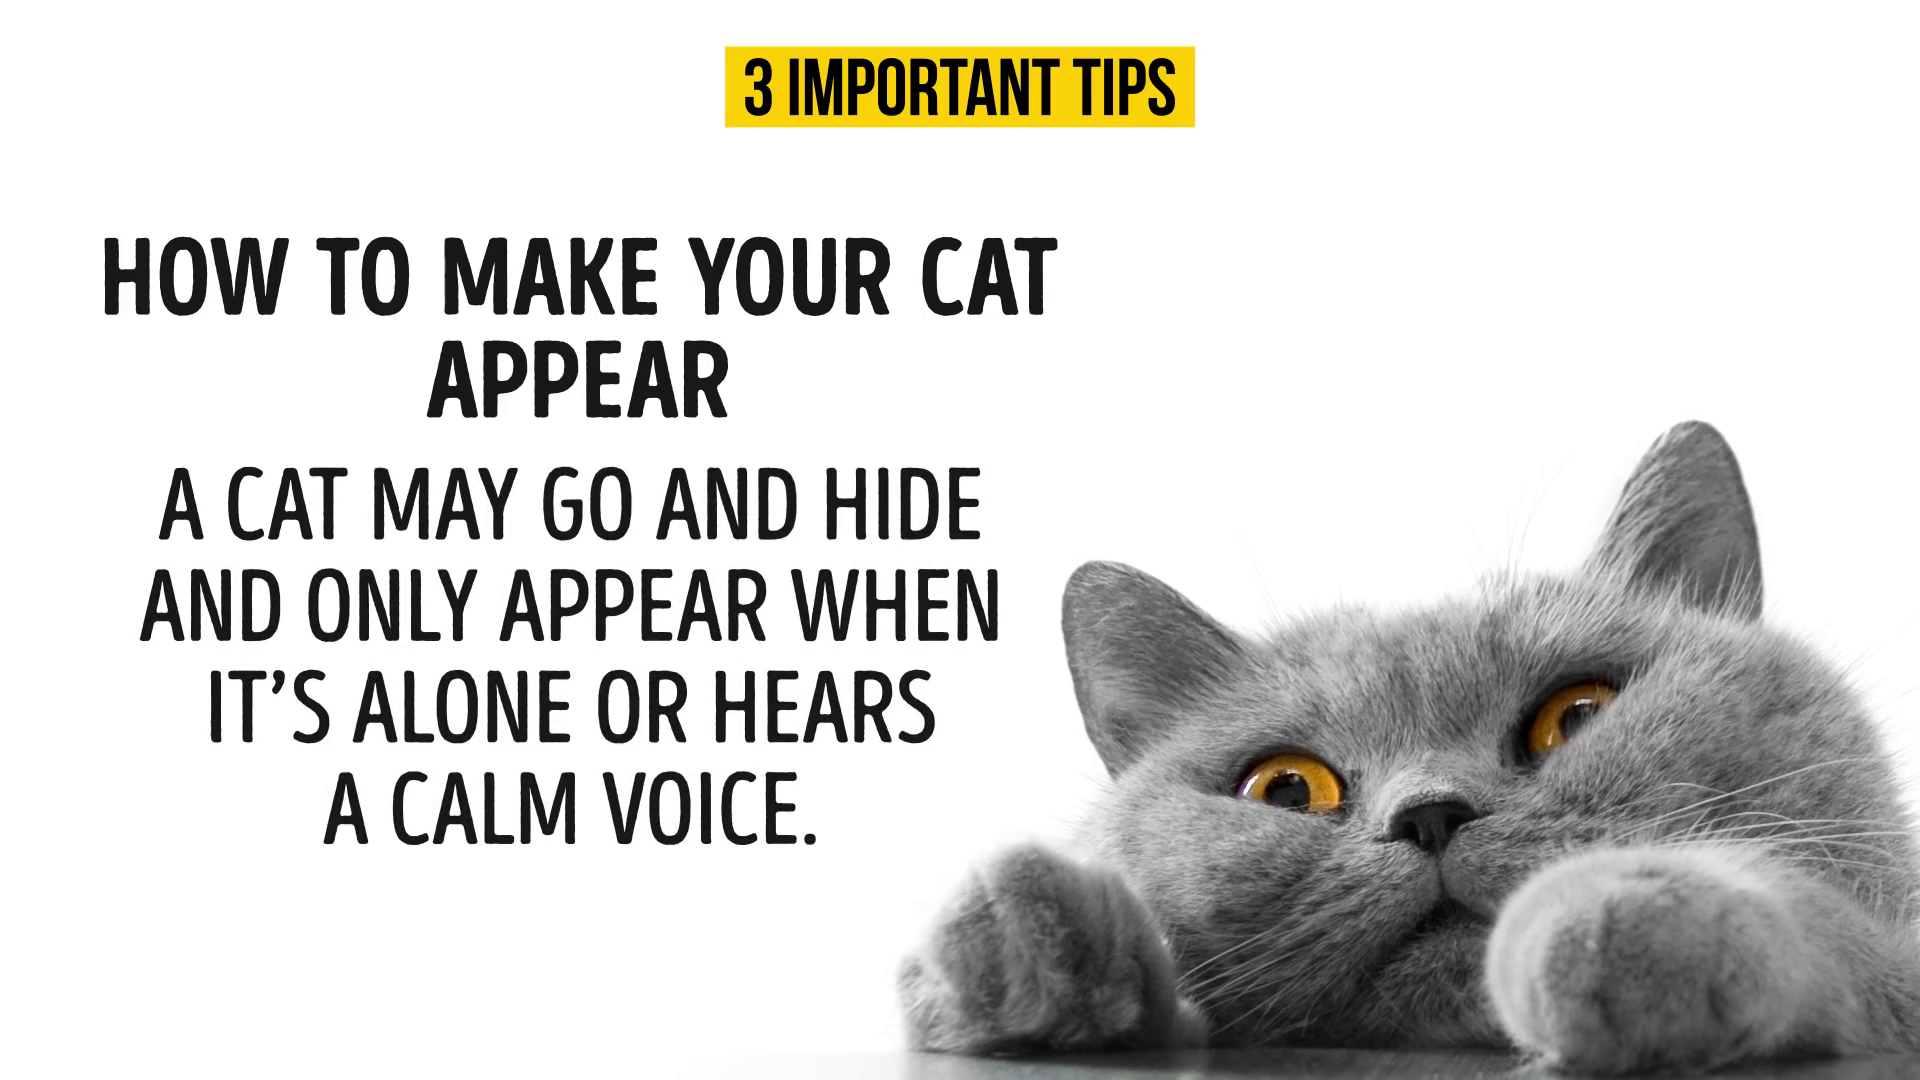 3 IMPORTANT TIPS
HOW TO MAKE YOUR CAT
APPEAR
A CAT MAY GO AND HIDE
AND ONLY APPEAR WHEN
IT’S ALONE OR HEARS
A CALM VOICE.